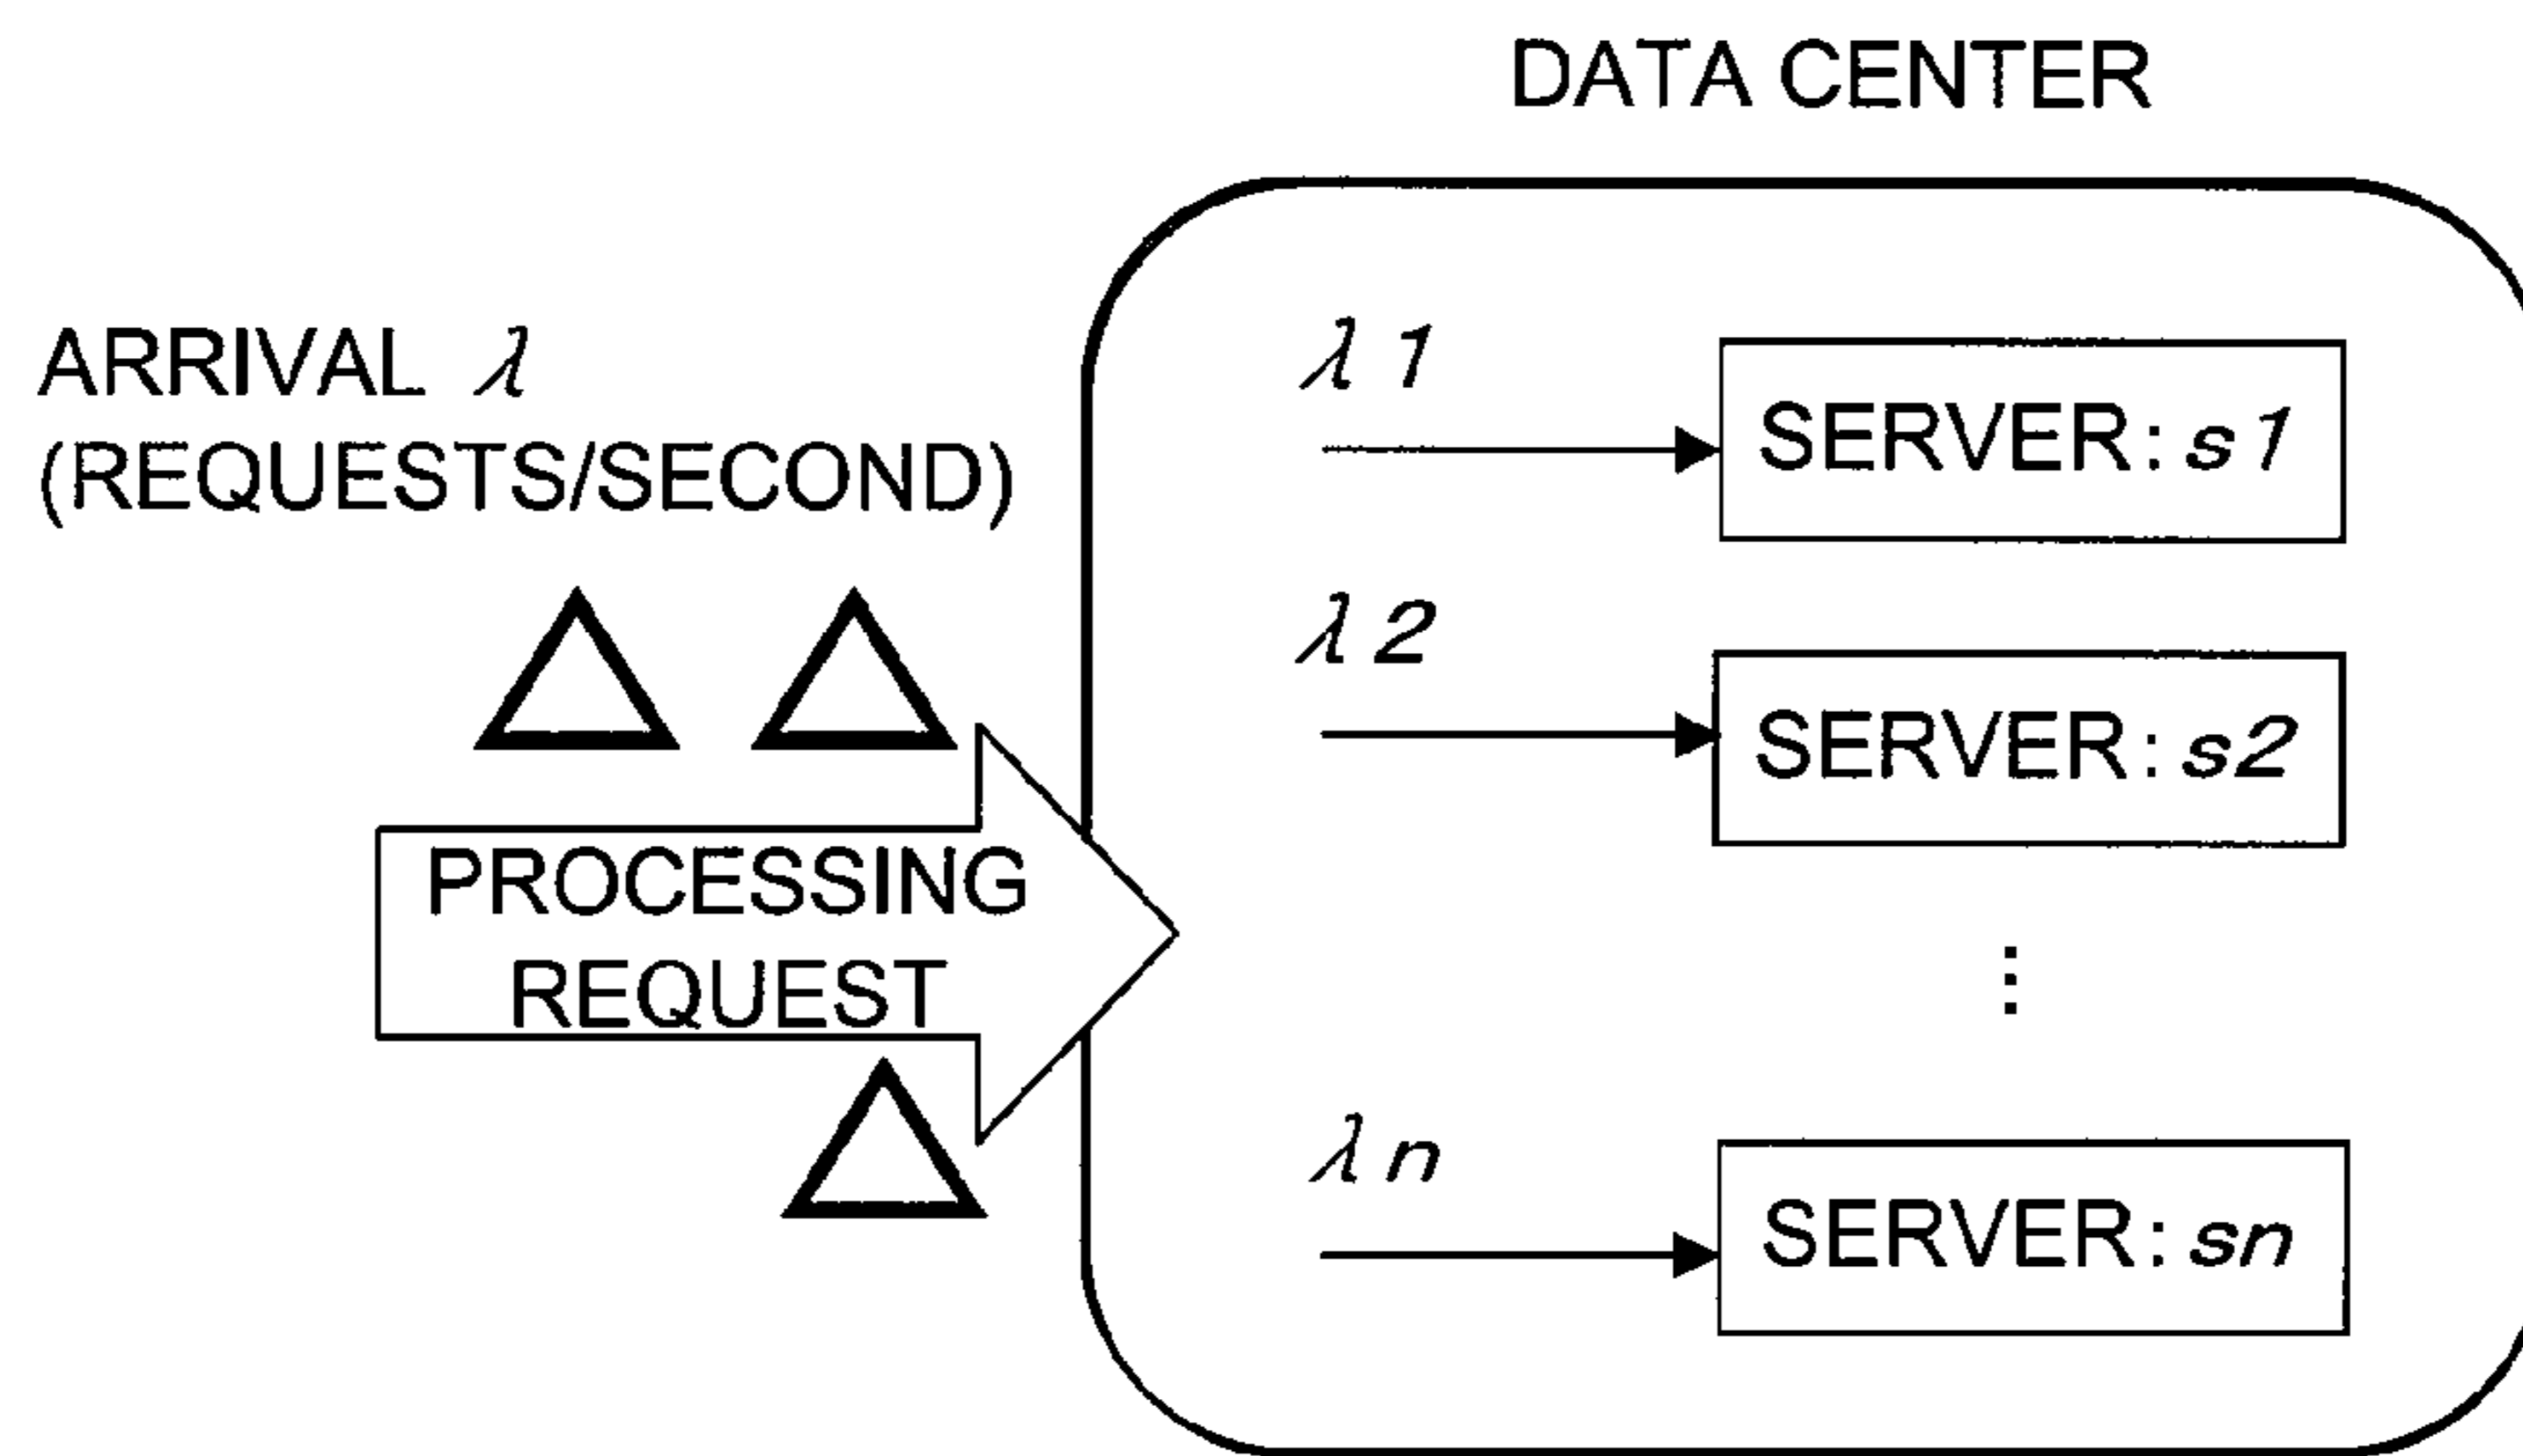 DATA CENTER
ARRIVAL λ
(REQUESTS/SECOND)
λ1
SERVER: s1
λ2
SERVER: s2
PROCESSING
REQUEST
⋮
λn
SERVER: sn